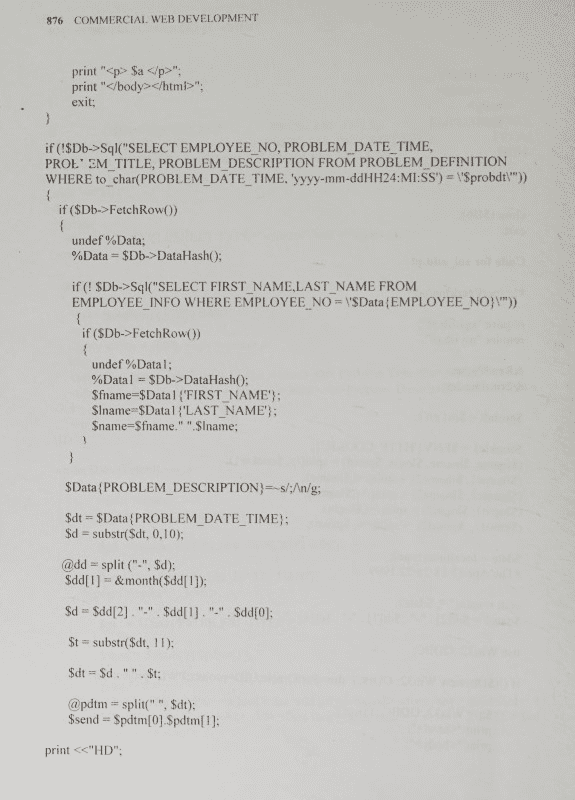 876 COMMERCIAL WEB DEVELOPMENT
print "<p> $a </p>";
print "</body></html>";
exit;
}
if (!$Db->Sql("SELECT EMPLOYEE_NO, PROBLEM_DATE_TIME,
EM_TITLE, PROBLEM_DESCRIPTION FROM PROBLEM_DEFINITION
WHERE to_char(PROBLEM_DATE_TIME, 'yyyy-mm-ddHH24:MI:SS') = \'$probdt\'"))
{
if ($Db->FetchRow())
{
undef %Data;
%Data = $Db->DataHash();
if (! $Db->Sql("SELECT FIRST_NAME,LAST_NAME FROM
EMPLOYEE_INFO WHERE EMPLOYEE_NO = \'$Data{EMPLOYEE_NO}\'"))
{
if ($Db->FetchRow())
{
undef %Data1;
%Data1 = $Db->DataHash();
$fname=$Data1{'FIRST_NAME'};
$lname=$Data1{'LAST_NAME'};
$name=$fname." ".$lname;
}
}
$Data{PROBLEM_DESCRIPTION}=~s/;/\n/g;
$dt = $Data{PROBLEM_DATE_TIME};
$d = substr($dt, 0,10);
@dd = split ("-", $d);
$dd[1] = &month($dd[1]);
$d = $dd[2] . "-" . $dd[1] . "-" . $dd[0];
$t = substr($dt, 11);
$dt = $d . " " . $t;
@pdtm = split(" ", $dt);
$send = $pdtm[0].$pdtm[1];
print <<"HD";